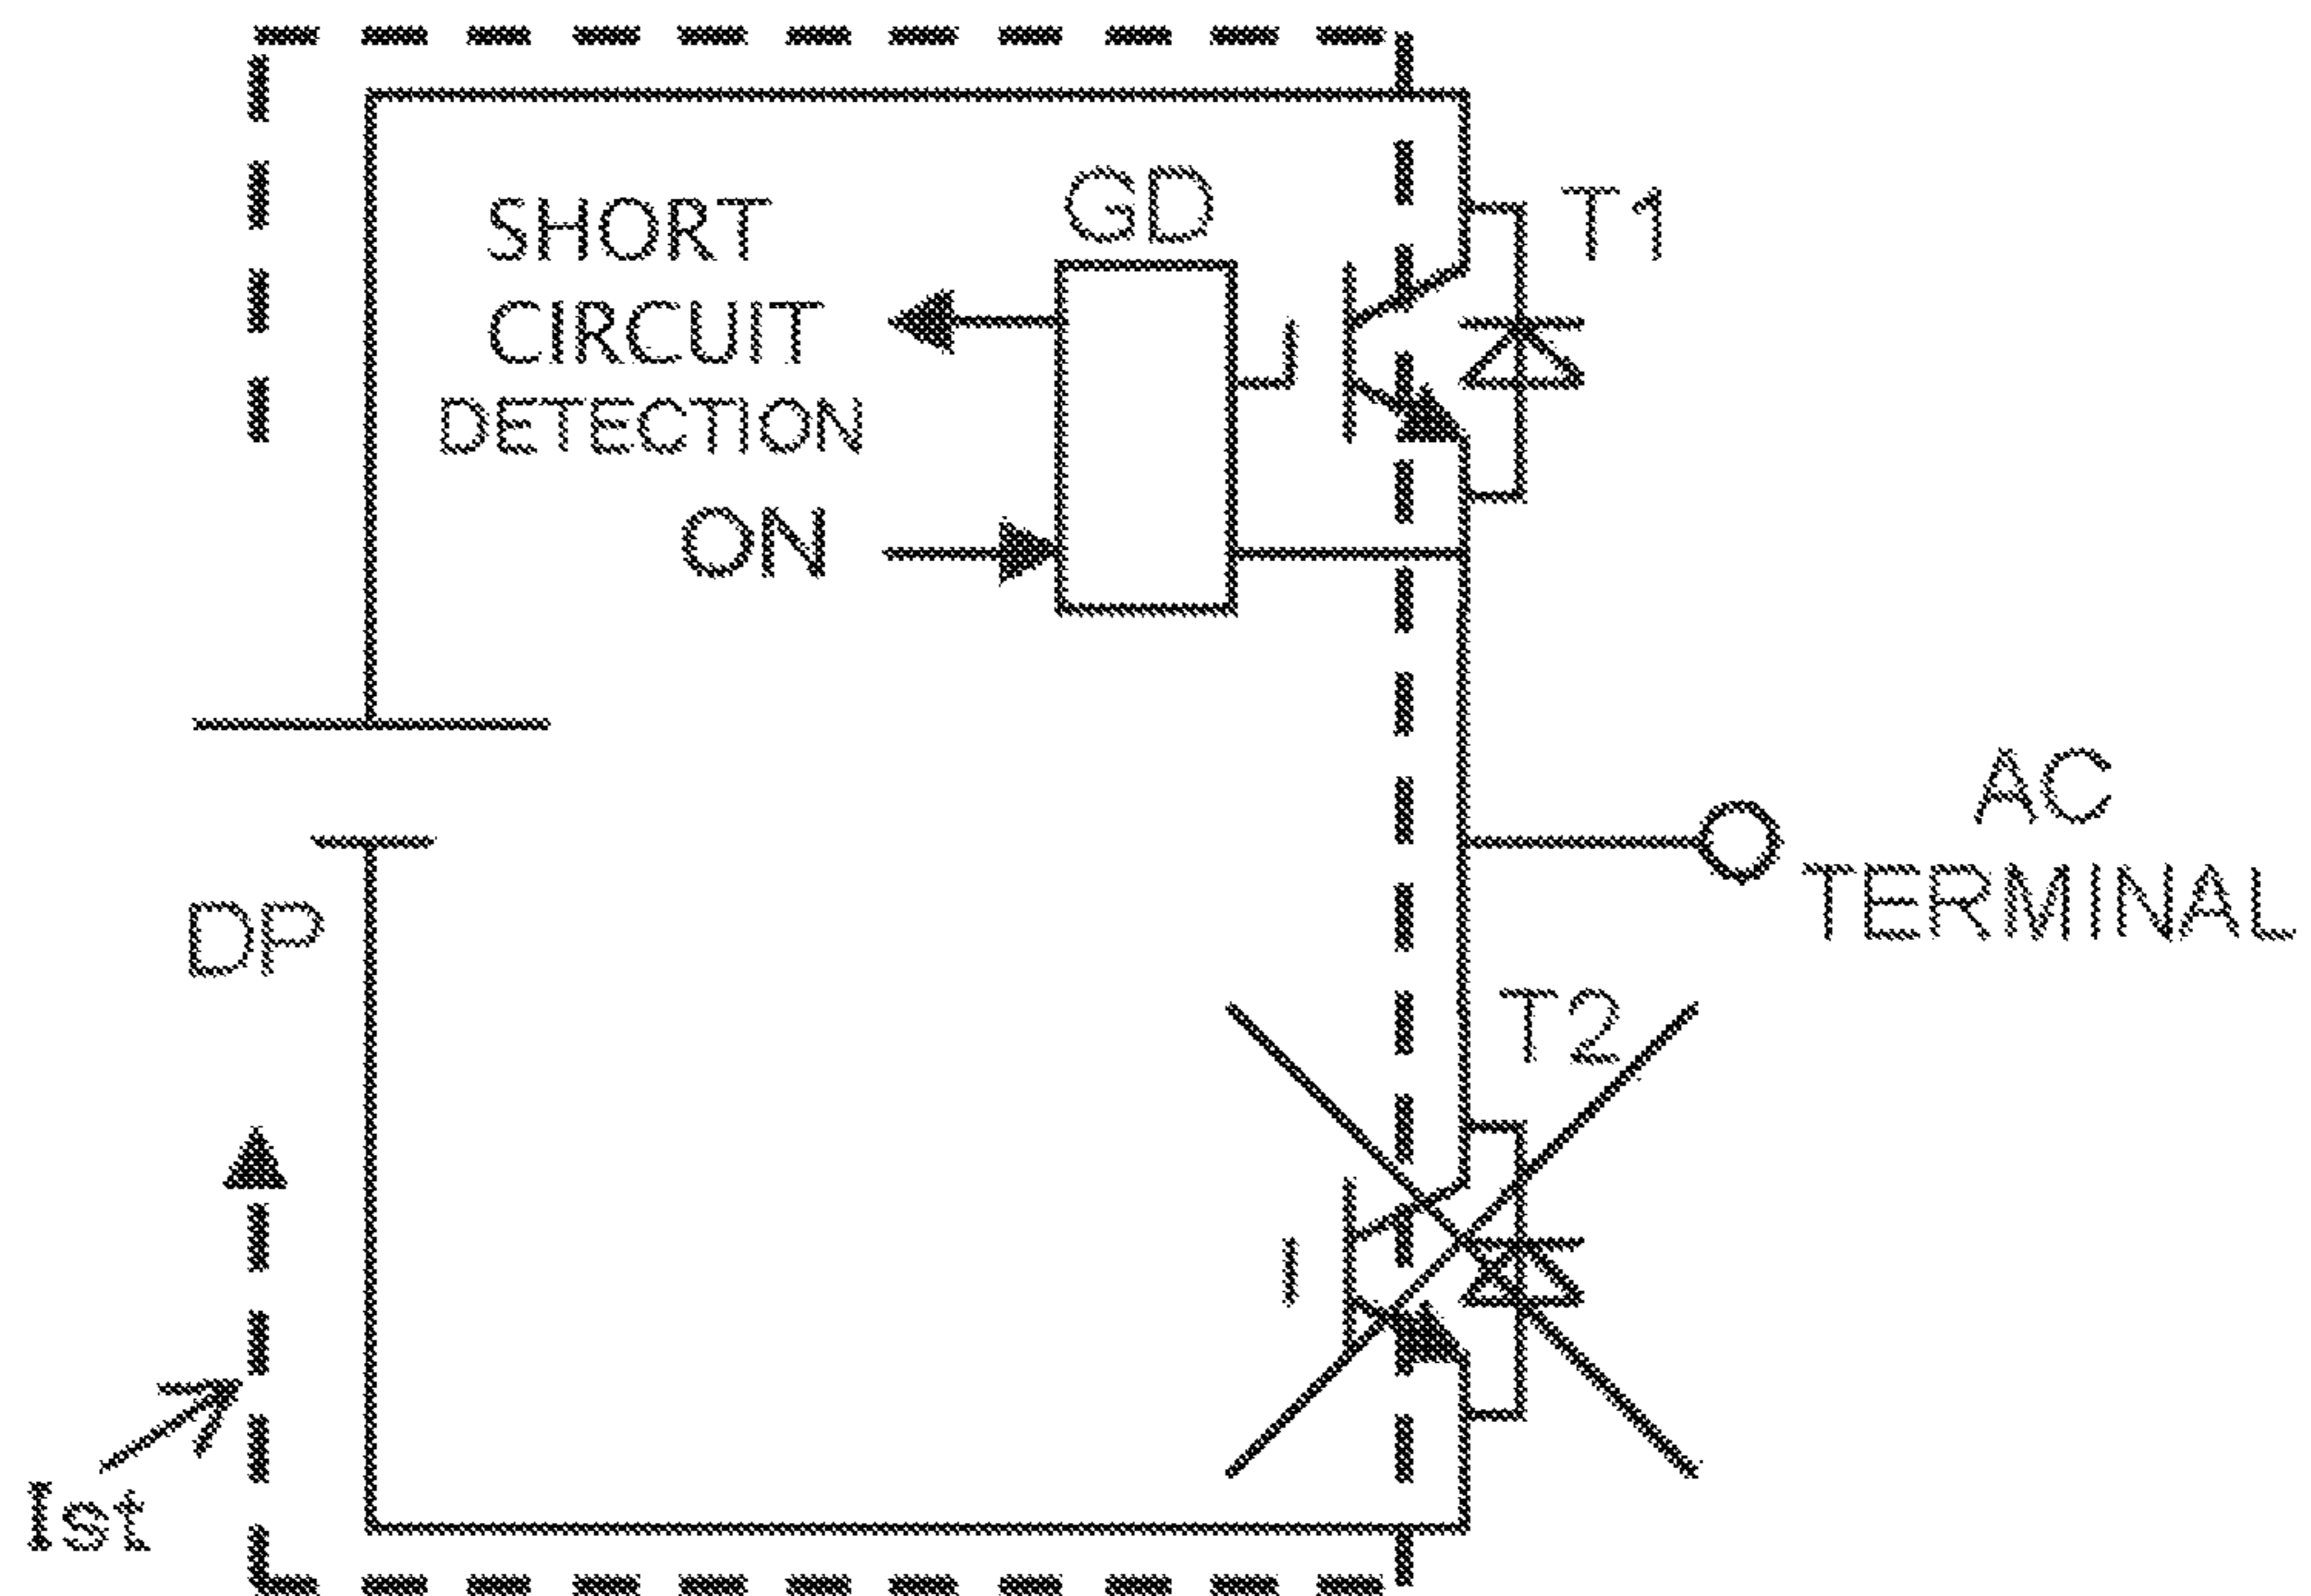 GD
T1
SHORT
CIRCUIT
DETECTION
ON
AC
TERMINAL
DP
T2
Ist